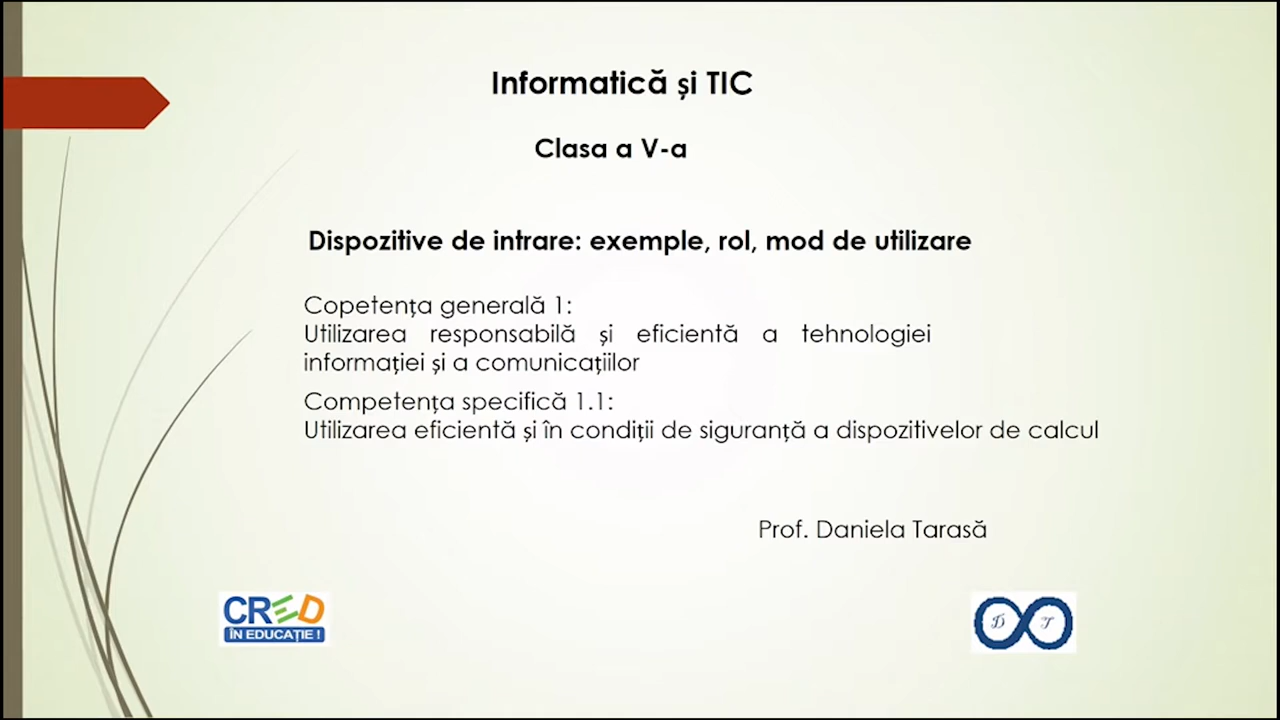 Informatică și TIC
Clasa a V-a
Dispozitive de intrare: exemple, rol, mod de utilizare
Copetența generală 1:
Utilizarea responsabilă și eficientă a tehnologiei
informației și a comunicațiilor
Competența specifică 1.1:
Utilizarea eficientă și în condiții de siguranță a dispozitivelor de calcul
Prof. Daniela Tarasă
CRED
ÎN EDUCAȚIE !
D T